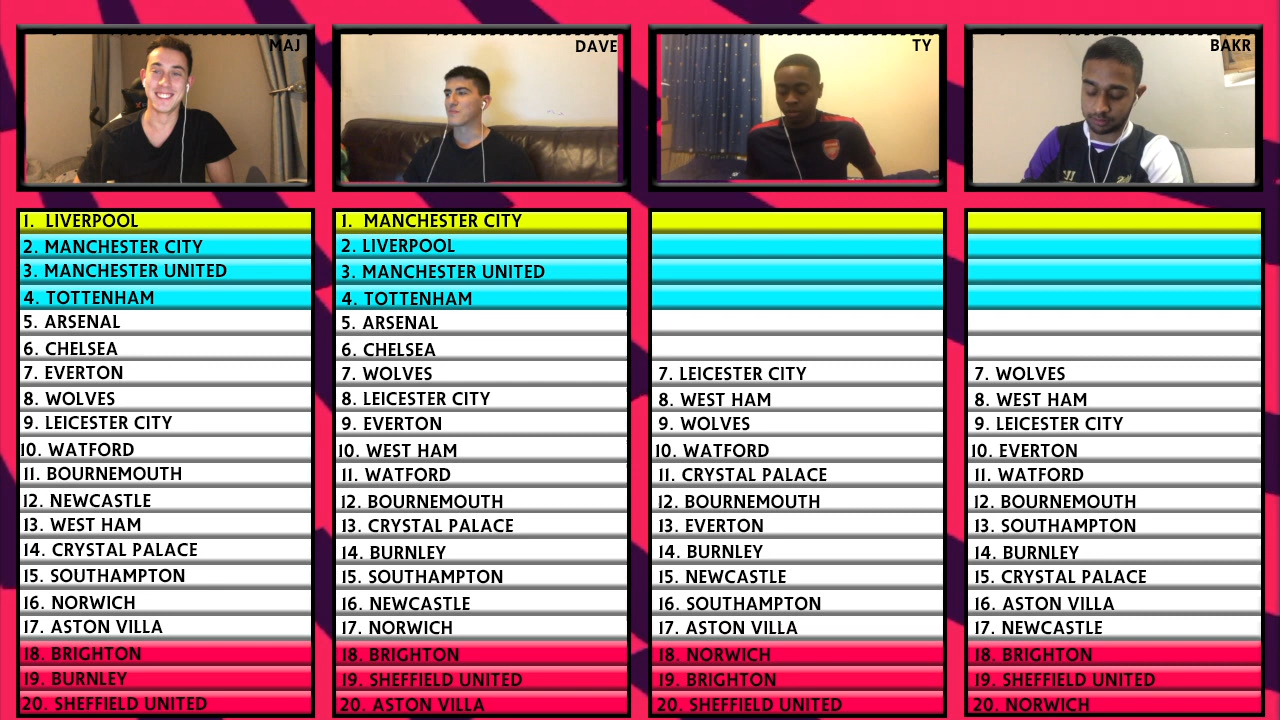 MAJ
DAVE
TY
BAKR
1. LIVERPOOL
2. MANCHESTER CITY
3. MANCHESTER UNITED
4. TOTTENHAM
5. ARSENAL
6. CHELSEA
7. EVERTON
8. WOLVES
9. LEICESTER CITY
10. WATFORD
11. BOURNEMOUTH
12. NEWCASTLE
13. WEST HAM
14. CRYSTAL PALACE
15. SOUTHAMPTON
16. NORWICH
17. ASTON VILLA
18. BRIGHTON
19. BURNLEY
20. SHEFFIELD UNITED
1. MANCHESTER CITY
2. LIVERPOOL
3. MANCHESTER UNITED
4. TOTTENHAM
5. ARSENAL
6. CHELSEA
7. WOLVES
8. LEICESTER CITY
9. EVERTON
10. WEST HAM
11. WATFORD
12. BOURNEMOUTH
13. CRYSTAL PALACE
14. BURNLEY
15. SOUTHAMPTON
16. NEWCASTLE
17. NORWICH
18. BRIGHTON
19. SHEFFIELD UNITED
20. ASTON VILLA
7. LEICESTER CITY
8. WEST HAM
9. WOLVES
10. WATFORD
11. CRYSTAL PALACE
12. BOURNEMOUTH
13. EVERTON
14. BURNLEY
15. NEWCASTLE
16. SOUTHAMPTON
17. ASTON VILLA
18. NORWICH
19. BRIGHTON
20. SHEFFIELD UNITED
7. WOLVES
8. WEST HAM
9. LEICESTER CITY
10. EVERTON
11. WATFORD
12. BOURNEMOUTH
13. SOUTHAMPTON
14. BURNLEY
15. CRYSTAL PALACE
16. ASTON VILLA
17. NEWCASTLE
18. BRIGHTON
19. SHEFFIELD UNITED
20. NORWICH